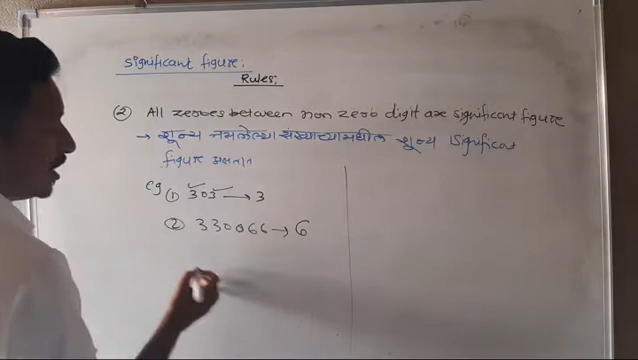 Significant figure:
Rules:
② All zeroes between non zero digit are significant figure
→ शून्य नसलेल्या संख्यांच्यामधील शून्य significant
figure असतात
eg ① 303 → 3
② 330066 → 6